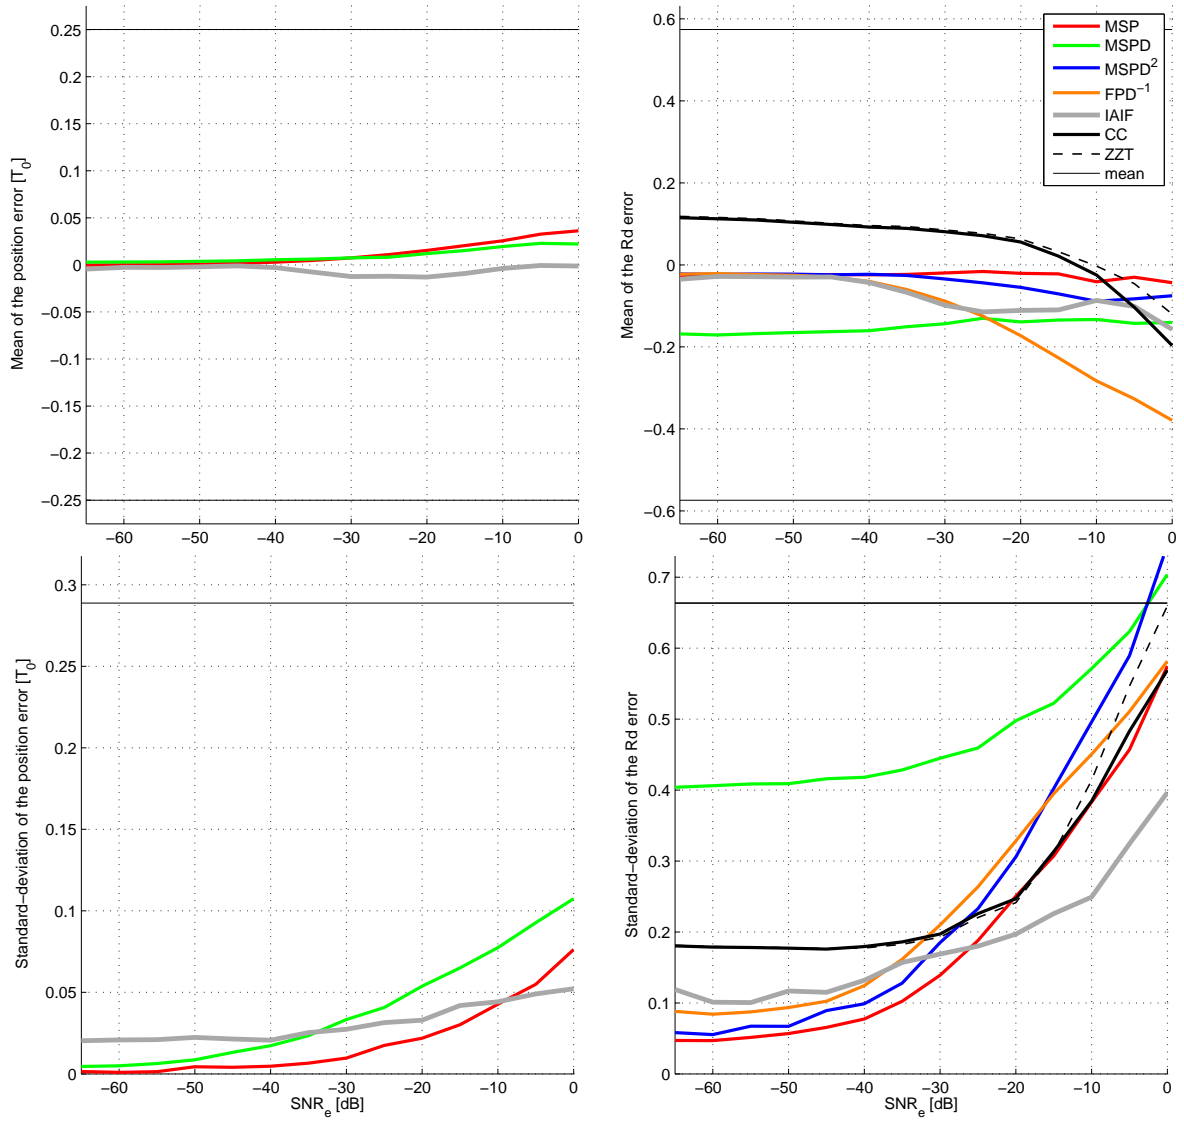 0.25
0.2
0.15
0.1
0.05
0
−0.05
−0.1
−0.15
−0.2
−0.25
Mean of the position error [T0]
−60 −50 −40 −30 −20 −10 0
0.6
0.4
0.2
0
−0.2
−0.4
−0.6
Mean of the Rd error
−60 −50 −40 −30 −20 −10 0
MSP
MSPD
MSPD²
FPD⁻¹
IAIF
CC
ZZT
mean
0.3
0.25
0.2
0.15
0.1
0.05
0
Standard−deviation of the position error [T0]
−60 −50 −40 −30 −20 −10 0
SNRe [dB]
0.7
0.6
0.5
0.4
0.3
0.2
0.1
0
Standard−deviation of the Rd error
−60 −50 −40 −30 −20 −10 0
SNRe [dB]